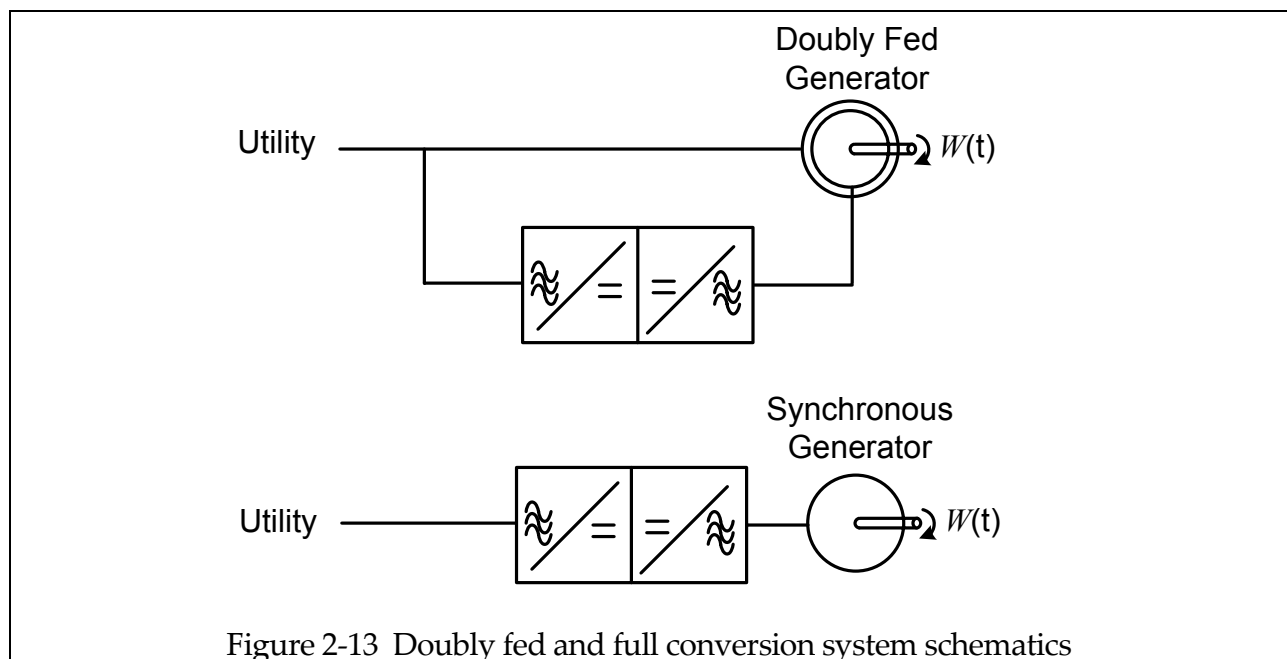 Doubly Fed
Generator
Utility
W(t)
Synchronous
Generator
Utility
W(t)
Figure 2-13 Doubly fed and full conversion system schematics